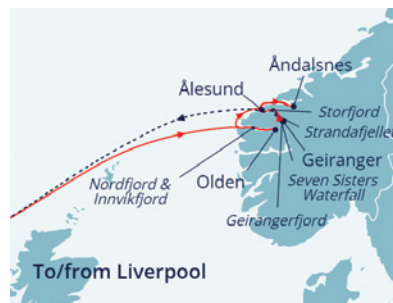 Åndalsnes
Ålesund
Storfjord
Strandafjellet
Geiranger
Nordfjord &
Innvikfjord
Olden
Seven Sisters
Waterfall
Geirangerfjord
To/from Liverpool